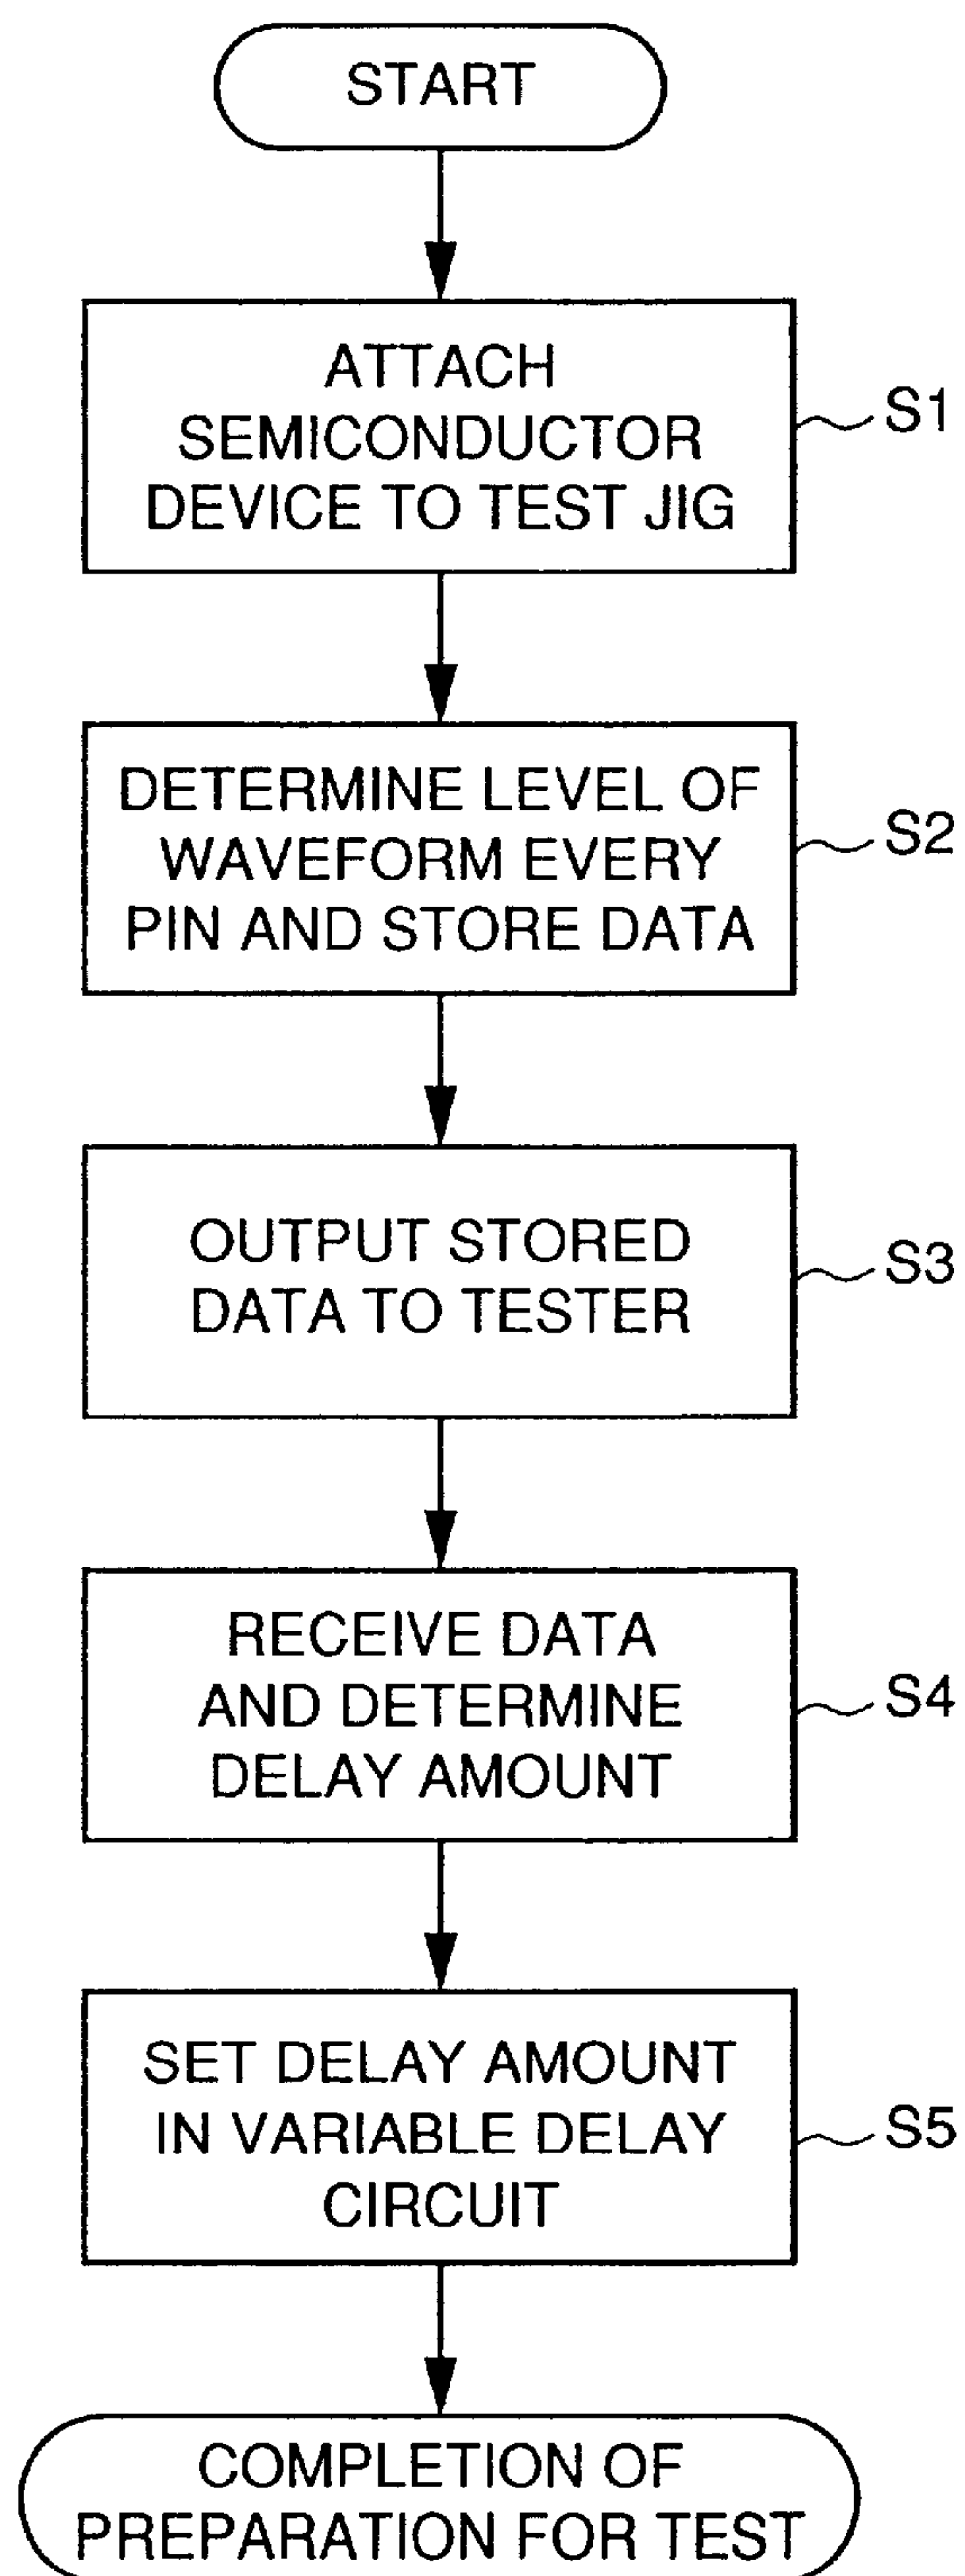 START
ATTACH
SEMICONDUCTOR
DEVICE TO TEST JIG
S1
DETERMINE LEVEL OF
WAVEFORM EVERY
PIN AND STORE DATA
S2
OUTPUT STORED
DATA TO TESTER
S3
RECEIVE DATA
AND DETERMINE
DELAY AMOUNT
S4
SET DELAY AMOUNT
IN VARIABLE DELAY
CIRCUIT
S5
COMPLETION OF
PREPARATION FOR TEST